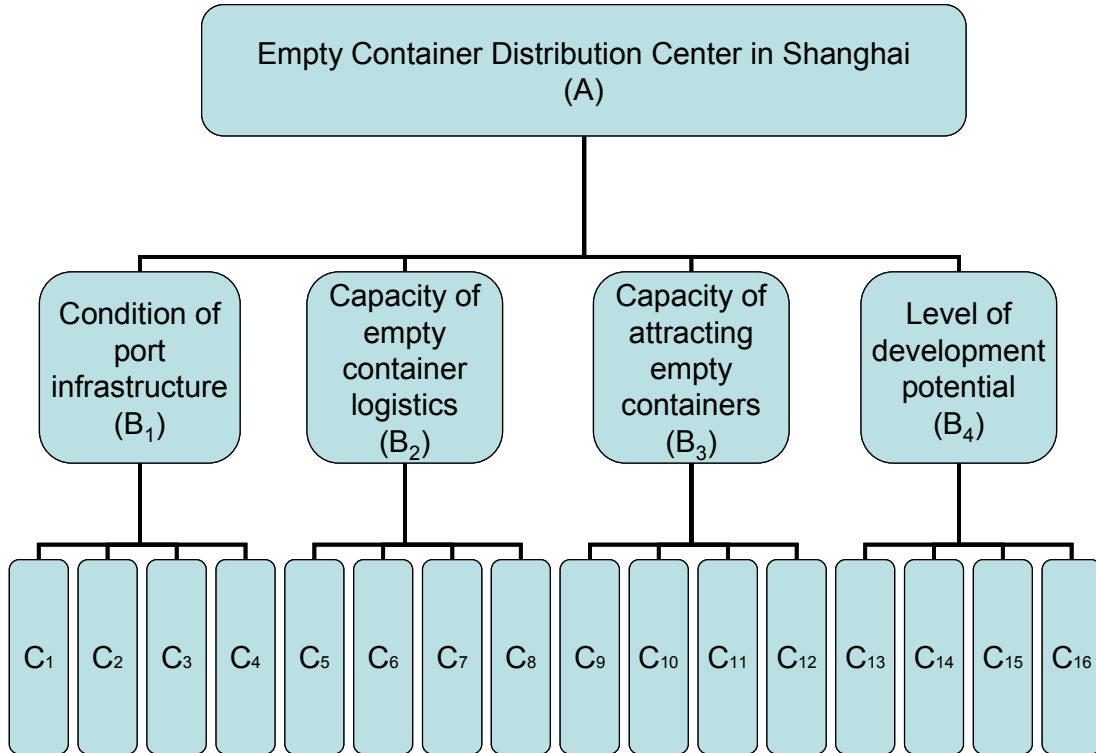 Empty Container Distribution Center in Shanghai
(A)
Condition of
port
infrastructure
(B₁)
Capacity of
empty
container
logistics
(B₂)
Capacity of
attracting
empty
containers
(B₃)
Level of
development
potential
(B₄)
C₁
C₂
C₃
C₄
C₅
C₆
C₇
C₈
C₉
C₁₀
C₁₁
C₁₂
C₁₃
C₁₄
C₁₅
C₁₆